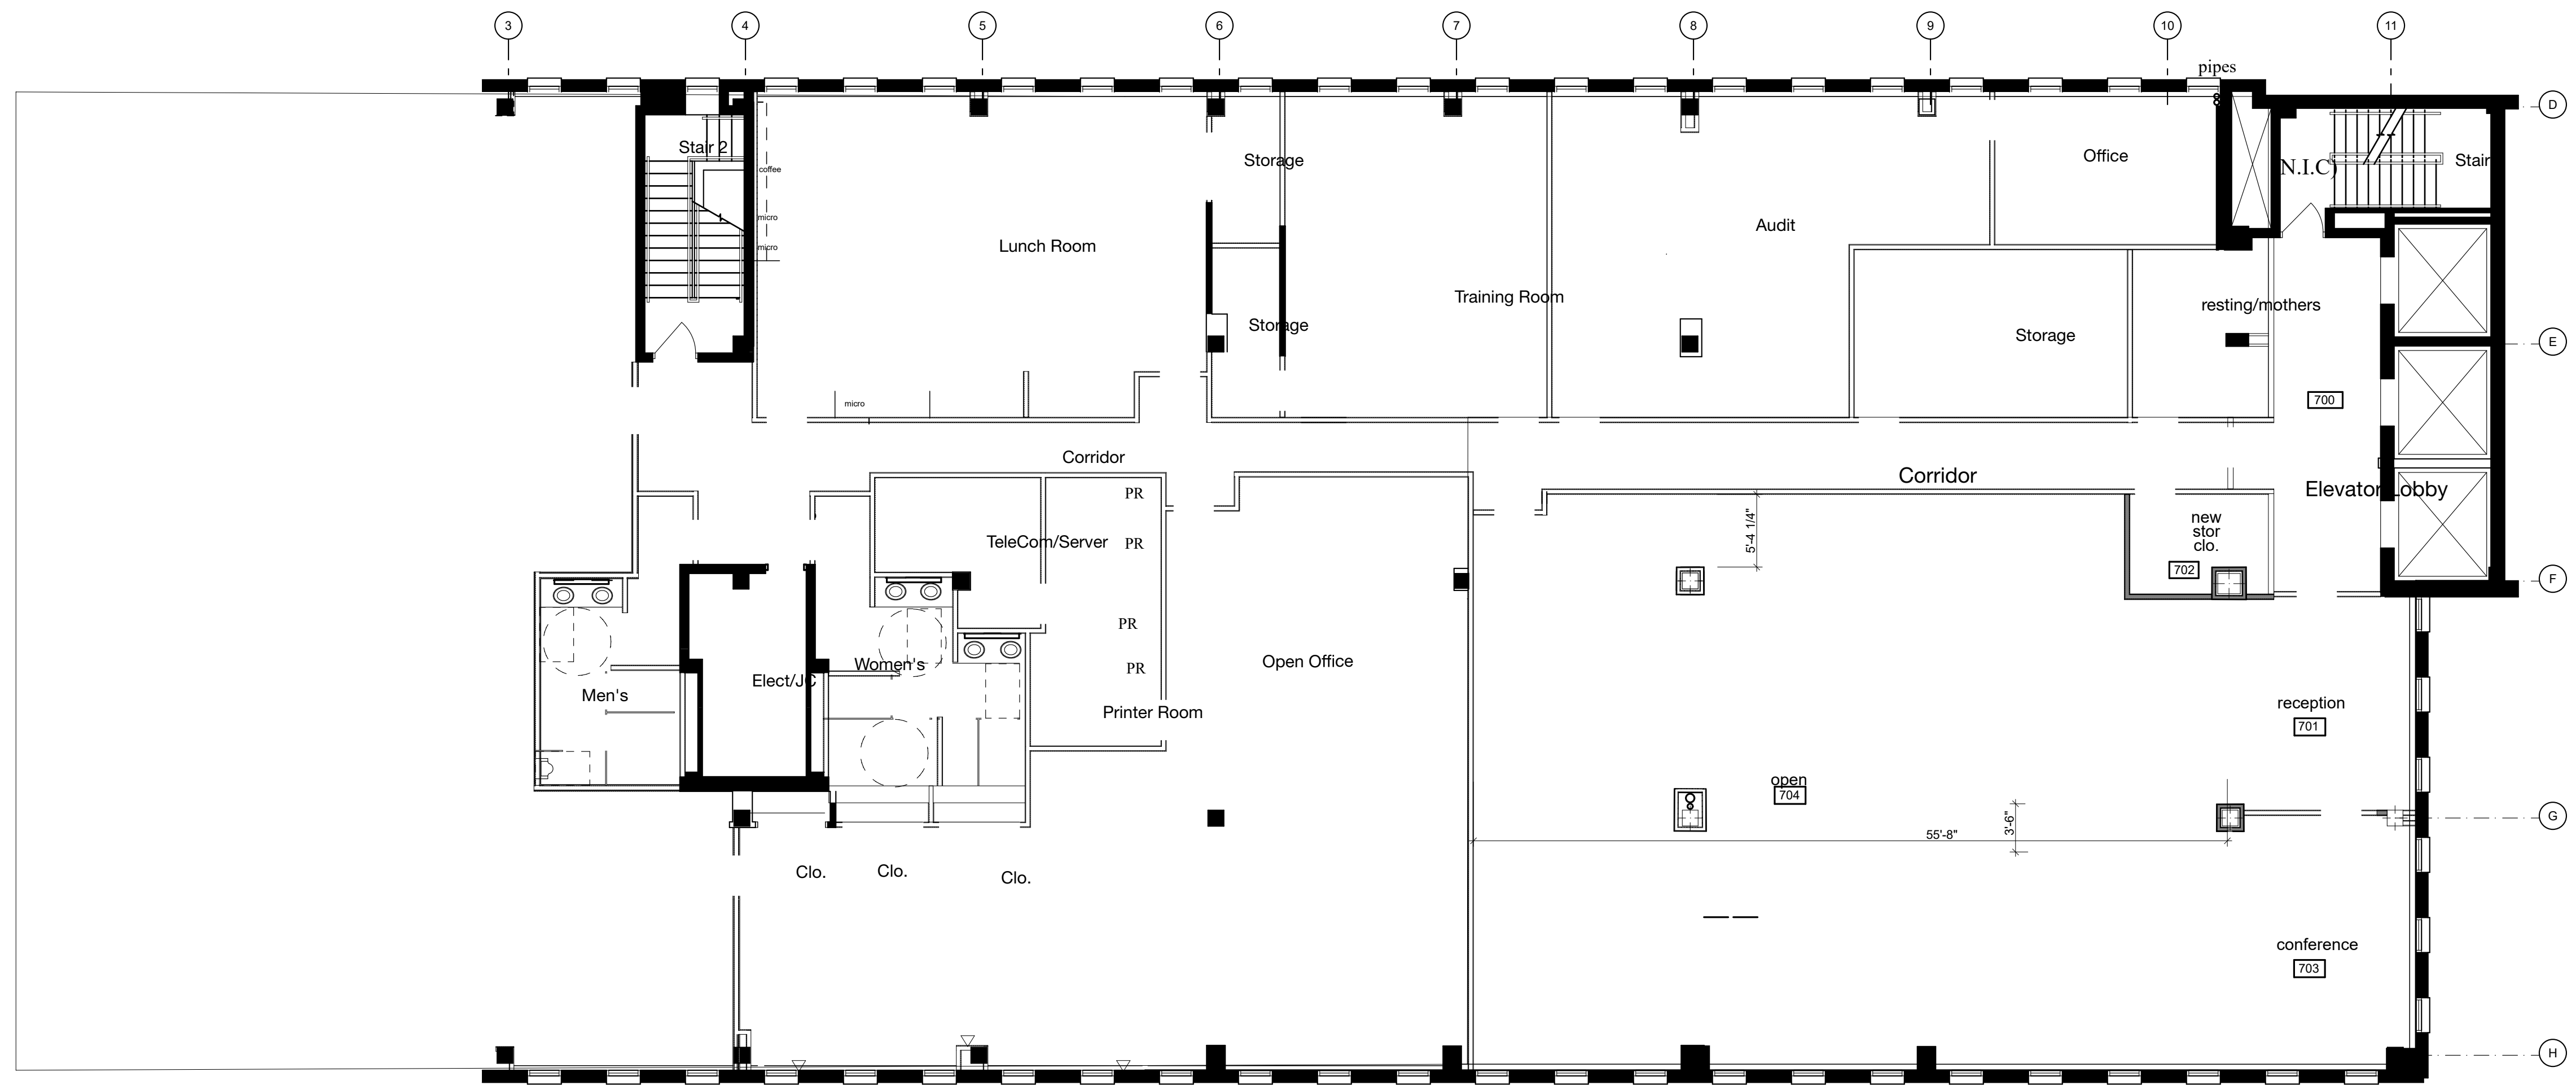 3 4 5 6 7 8 9 10 11
pipes
D
Stair 2
Storage
Office
N.I.C)
Stair
coffee
micro
micro
Lunch Room
Audit
Training Room
Storage
Storage
resting/mothers
E
micro
700
Corridor
Corridor
Elevator Lobby
PR
5'-4 1/4"
new
stor
clo.
TeleCom/Server
PR
702
F
PR
Women's
Open Office
PR
Elect/JC
Men's
Printer Room
reception
701
open
704
55'-8"
3'-6"
G
Clo.
Clo.
Clo.
conference
703
H